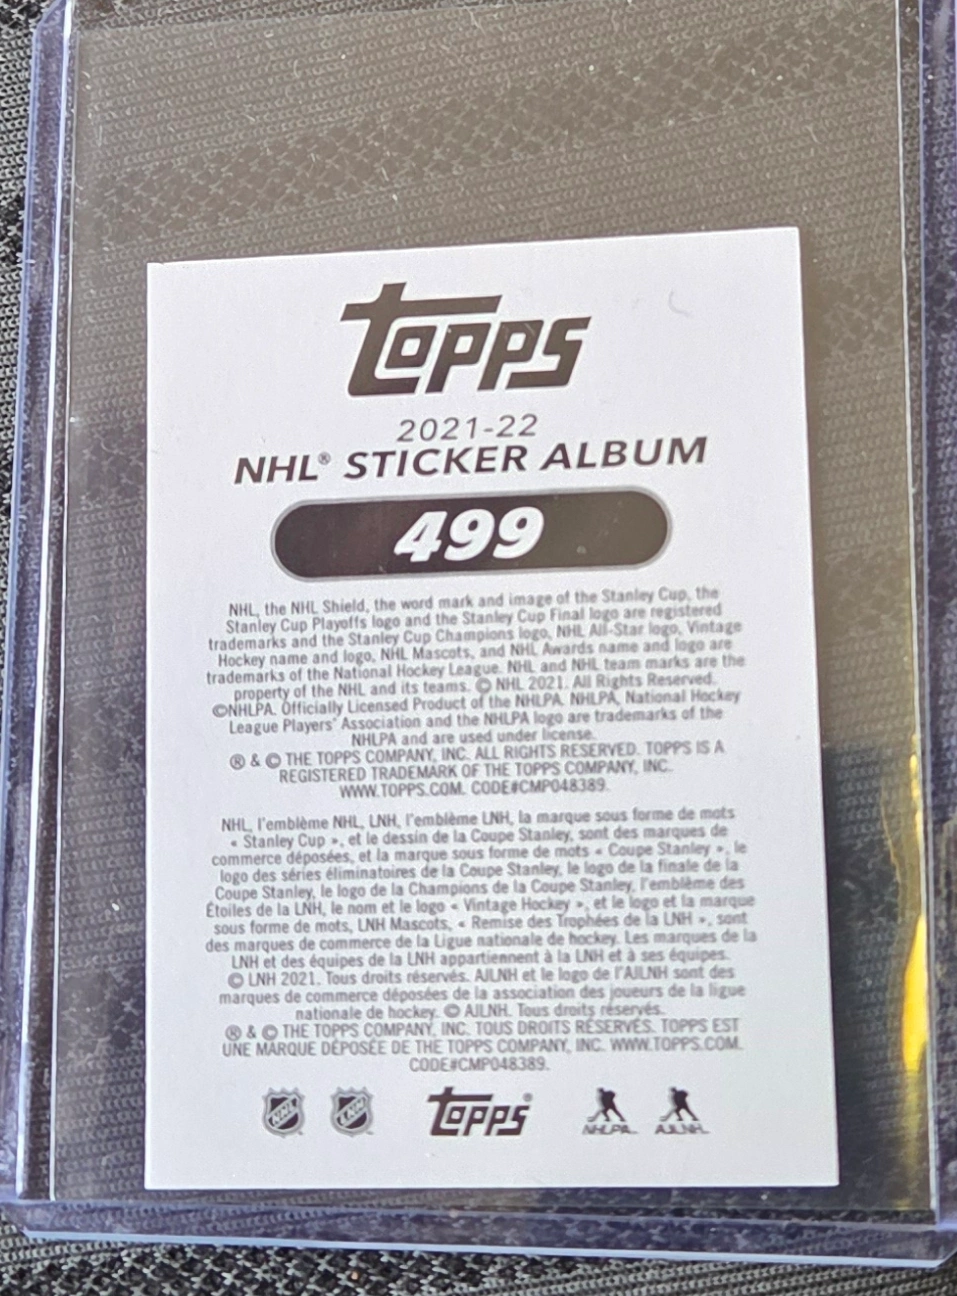 Topps
2021-22
NHL® STICKER ALBUM
499
NHL, the NHL Shield, the word mark and image of the Stanley Cup, the
Stanley Cup Playoffs logo and the Stanley Cup Final logo are registered
trademarks and the Stanley Cup Champions logo, NHL All-Star logo, Vintage
Hockey name and logo, NHL Mascots, and NHL Awards name and logo are
trademarks of the National Hockey League. NHL and NHL team marks are the
property of the NHL and its teams. © NHL 2021. All Rights Reserved.
©NHLPA. Officially Licensed Product of the NHLPA. NHLPA, National Hockey
League Players' Association and the NHLPA logo are trademarks of the
NHLPA and are used under license.
® & © THE TOPPS COMPANY, INC. ALL RIGHTS RESERVED. TOPPS IS A
REGISTERED TRADEMARK OF THE TOPPS COMPANY, INC.
WWW.TOPPS.COM. CODE#CMP048389.
NHL, l'emblème NHL, LNH, l'emblème LNH, la marque sous forme de mots
« Stanley Cup », et le dessin de la Coupe Stanley, sont des marques de
commerce déposées, et la marque sous forme de mots « Coupe Stanley », le
logo des séries éliminatoires de la Coupe Stanley, le logo de la finale de la
Coupe Stanley, le logo de la Champions de la Coupe Stanley, l'emblème des
Étoiles de la LNH, le nom et le logo « Vintage Hockey », et le logo et la marque
sous forme de mots, LNH Mascots, « Remise des Trophées de la LNH », sont
des marques de commerce de la Ligue nationale de hockey. Les marques de la
LNH et des équipes de la LNH appartiennent à la LNH et à ses équipes.
© LNH 2021. Tous droits réservés. AJLNH et le logo de l'AJLNH sont des
marques de commerce déposées de la association des joueurs de la ligue
nationale de hockey. © AJLNH. Tous droits réservés.
® & © THE TOPPS COMPANY, INC. TOUS DROITS RÉSERVÉS. TOPPS EST
UNE MARQUE DÉPOSÉE DE THE TOPPS COMPANY, INC. WWW.TOPPS.COM.
CODE#CMP048389.
NHL LNH Topps® NHLPA AJLNH